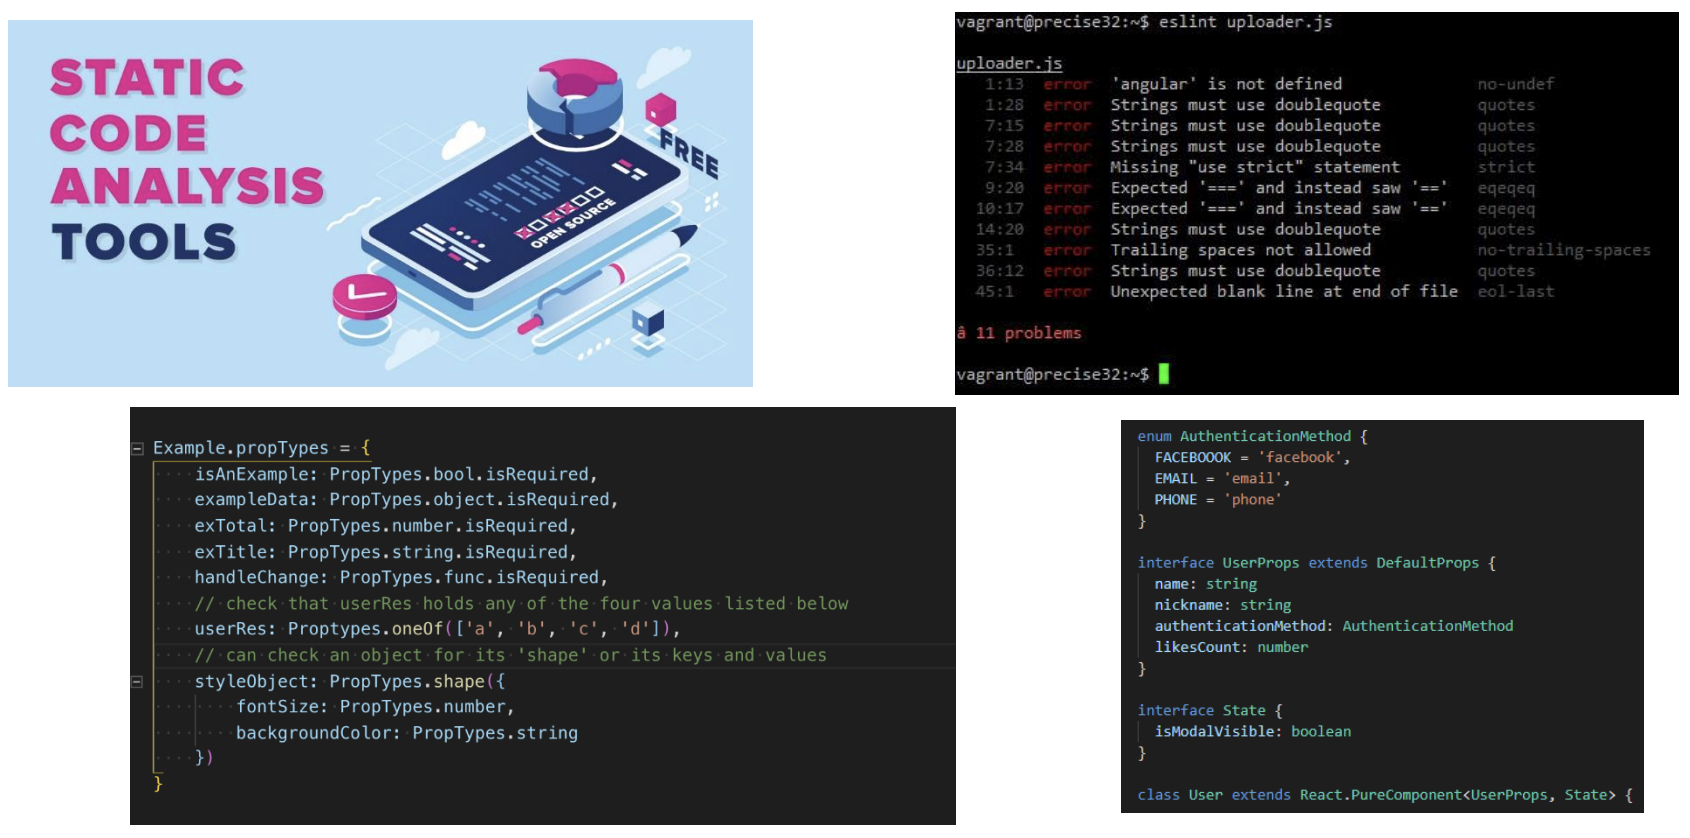 STATIC
CODE
ANALYSIS
TOOLS
FREE
OPEN SOURCE
vagrant@precise32:~$ eslint uploader.js
uploader.js
1:13 error 'angular' is not defined no-undef
1:28 error Strings must use doublequote quotes
7:15 error Strings must use doublequote quotes
7:28 error Strings must use doublequote quotes
7:34 error Missing "use strict" statement strict
9:20 error Expected '===' and instead saw '==' eqeqeq
10:17 error Expected '===' and instead saw '==' eqeqeq
14:20 error Strings must use doublequote quotes
35:1 error Trailing spaces not allowed no-trailing-spaces
36:12 error Strings must use doublequote quotes
45:1 error Unexpected blank line at end of file eol-last
â 11 problems
vagrant@precise32:~$
Example.propTypes = {
isAnExample: PropTypes.bool.isRequired,
exampleData: PropTypes.object.isRequired,
exTotal: PropTypes.number.isRequired,
exTitle: PropTypes.string.isRequired,
handleChange: PropTypes.func.isRequired,
// check that userRes holds any of the four values listed below
userRes: Proptypes.oneOf(['a', 'b', 'c', 'd']),
// can check an object for its 'shape' or its keys and values
styleObject: PropTypes.shape({
fontSize: PropTypes.number,
backgroundColor: PropTypes.string
})
}
enum AuthenticationMethod {
FACEBOOOK = 'facebook',
EMAIL = 'email',
PHONE = 'phone'
}
interface UserProps extends DefaultProps {
name: string
nickname: string
authenticationMethod: AuthenticationMethod
likesCount: number
}
interface State {
isModalVisible: boolean
}
class User extends React.PureComponent<UserProps, State> {